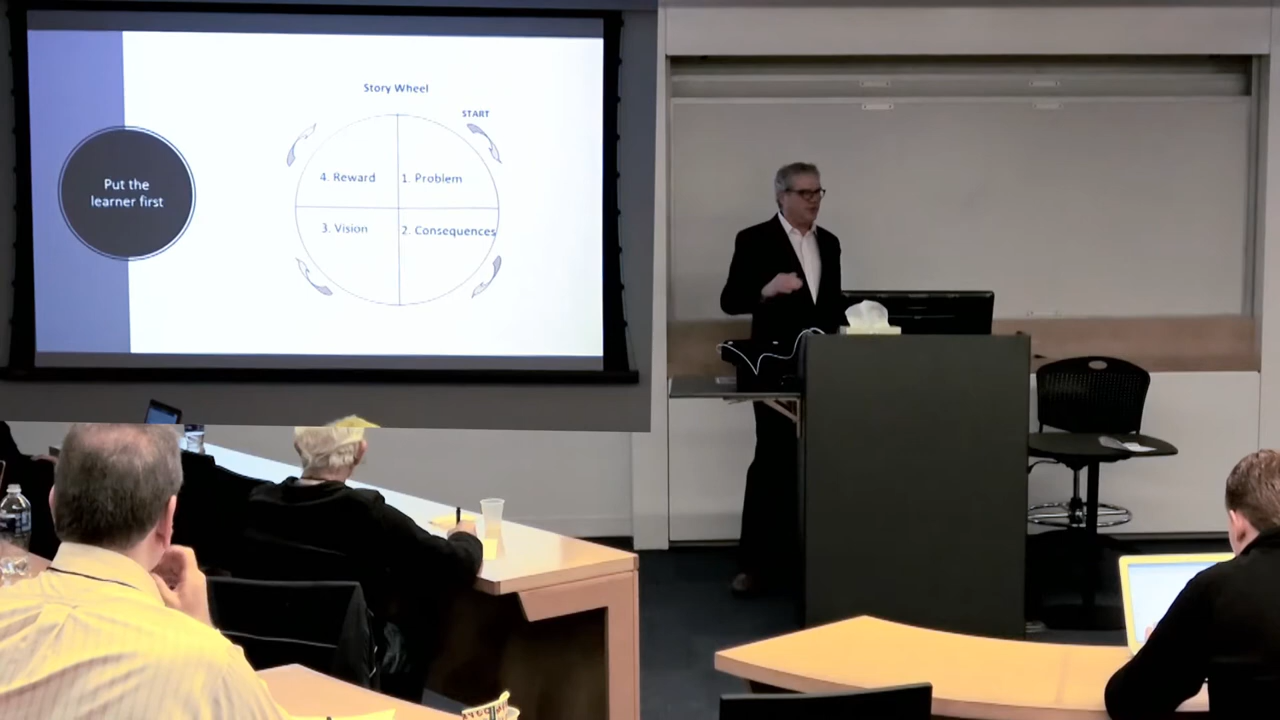 Story Wheel
START
Put the
learner first
4. Reward
1. Problem
3. Vision
2. Consequences